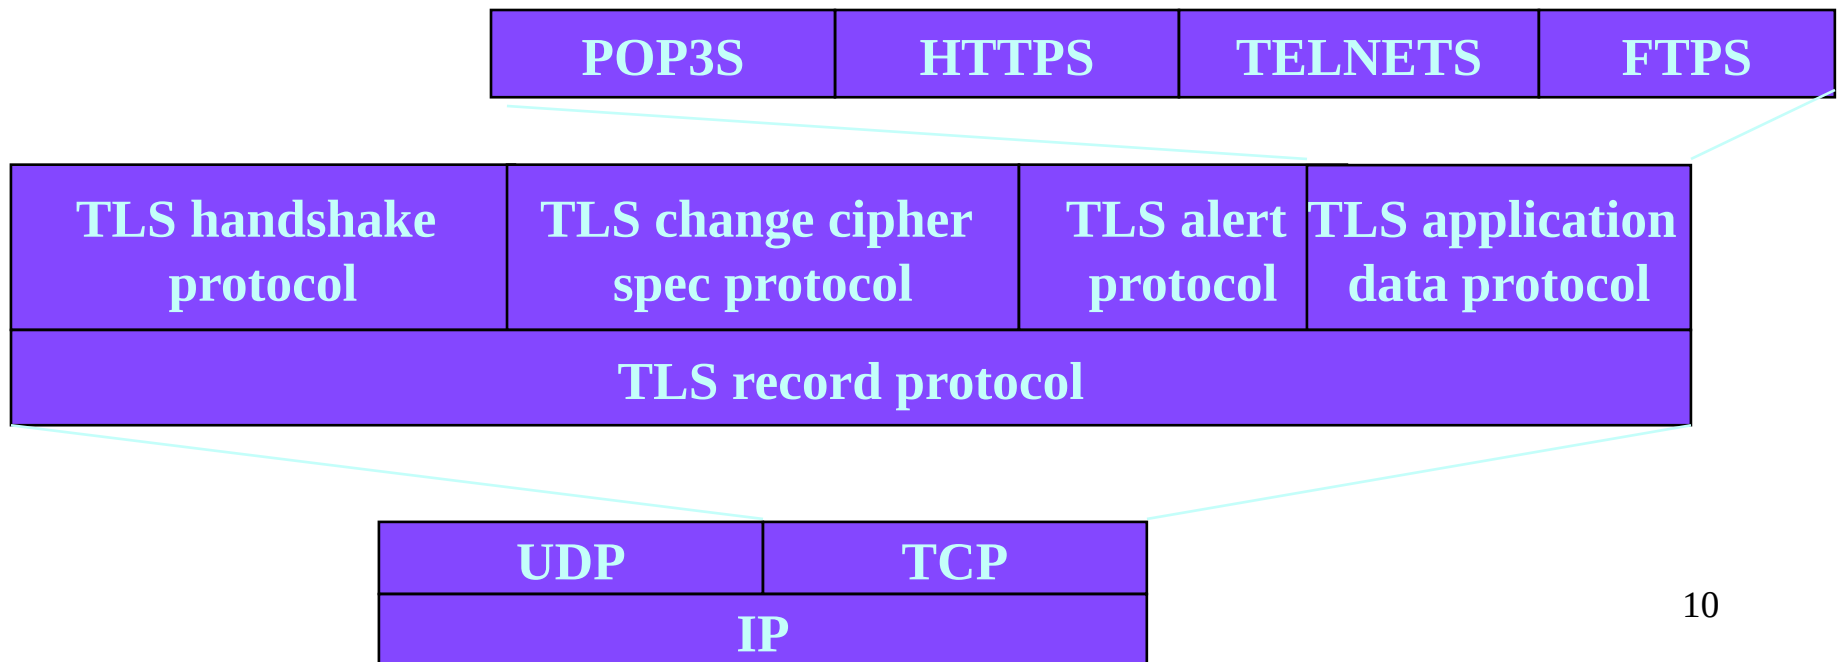 POP3S HTTPS TELNETS FTPS
TLS handshake
protocol
TLS change cipher
spec protocol
TLS alert
protocol
TLS application
data protocol
TLS record protocol
UDP TCP
IP
10